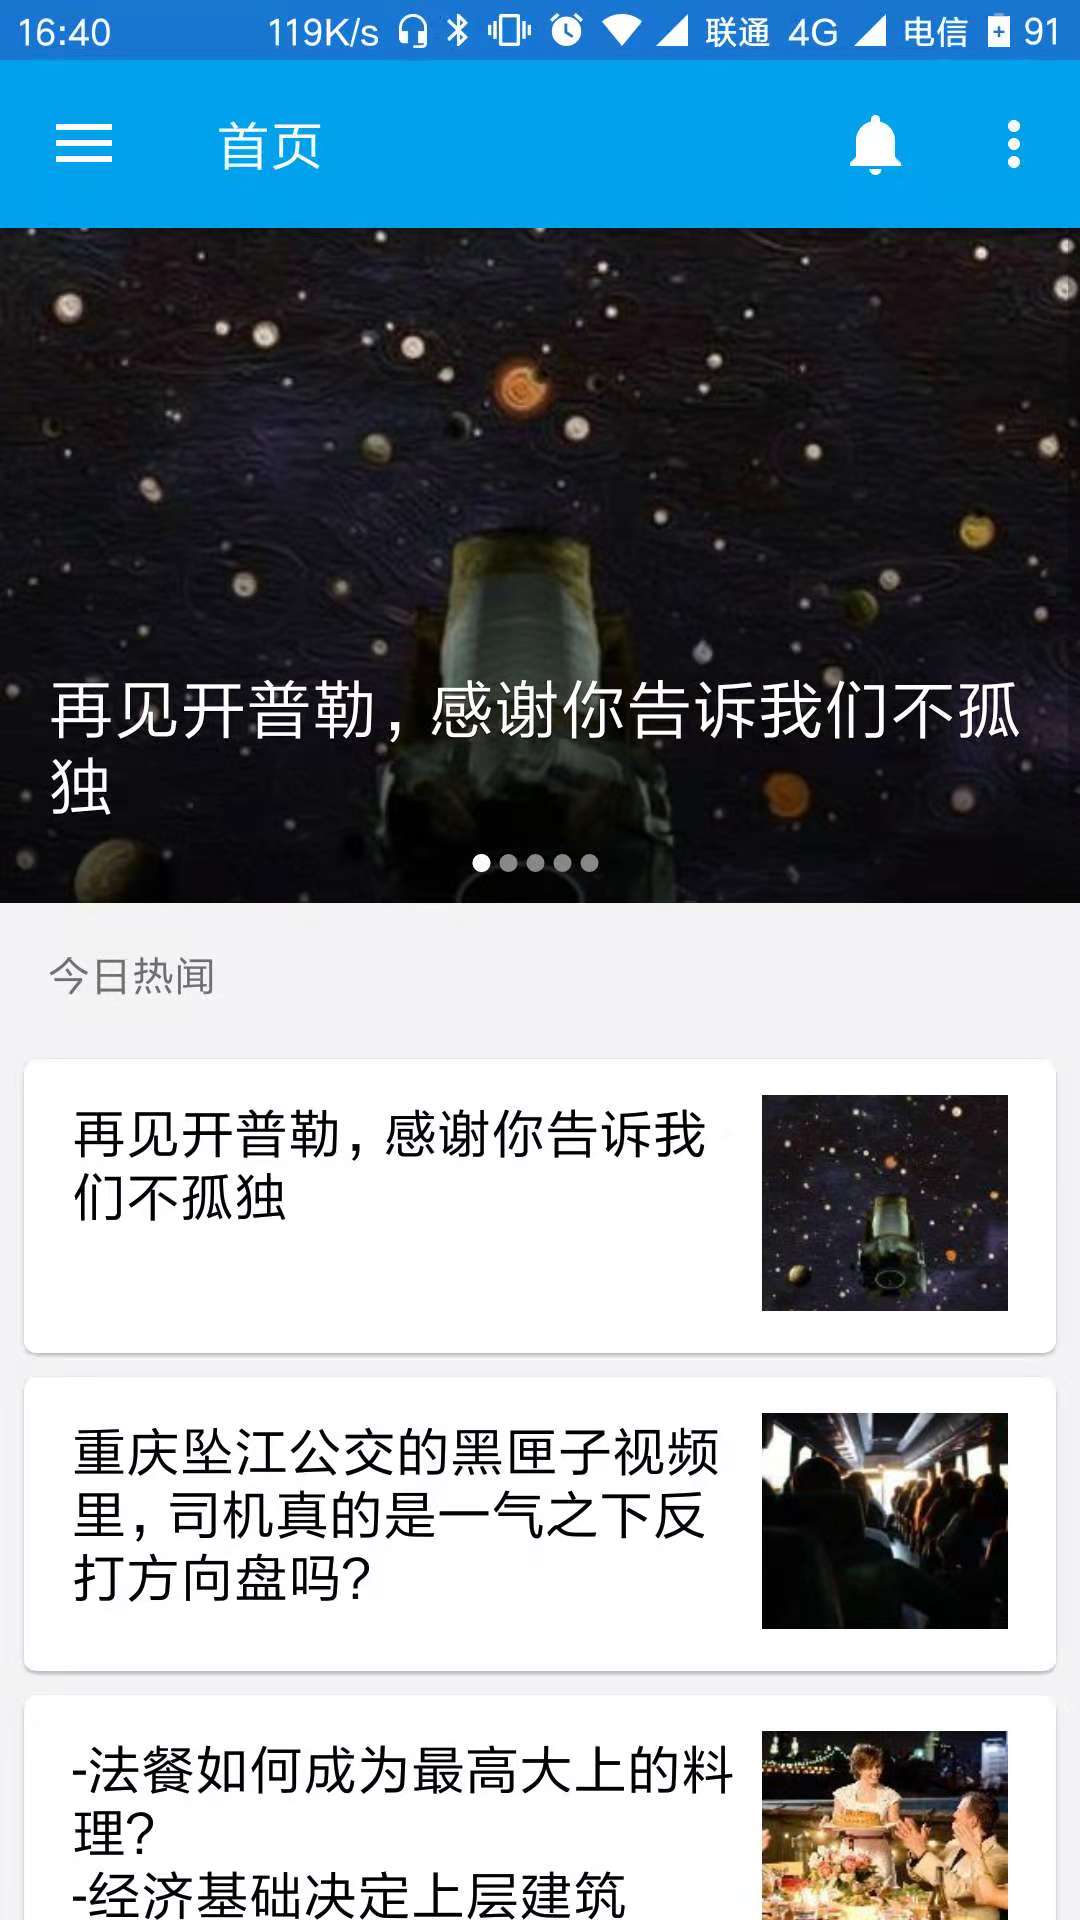 16:40 119K/s 联通 4G 电信 91
首页
再见开普勒，感谢你告诉我们不孤
独
今日热闻
再见开普勒，感谢你告诉我
们不孤独
重庆坠江公交的黑匣子视频
里，司机真的是一气之下反
打方向盘吗？
-法餐如何成为最高大上的料
理？
-经济基础决定上层建筑